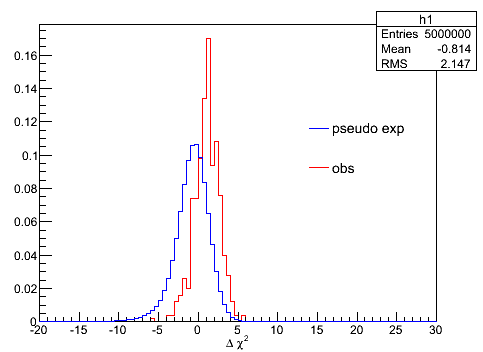 h1
Entries 5000000
Mean -0.814
RMS 2.147
0.16
0.14
0.12
0.1
0.08
0.06
0.04
0.02
0
pseudo exp
obs
-20 -15 -10 -5 0 5 10 15 20 25 30
Δ χ²